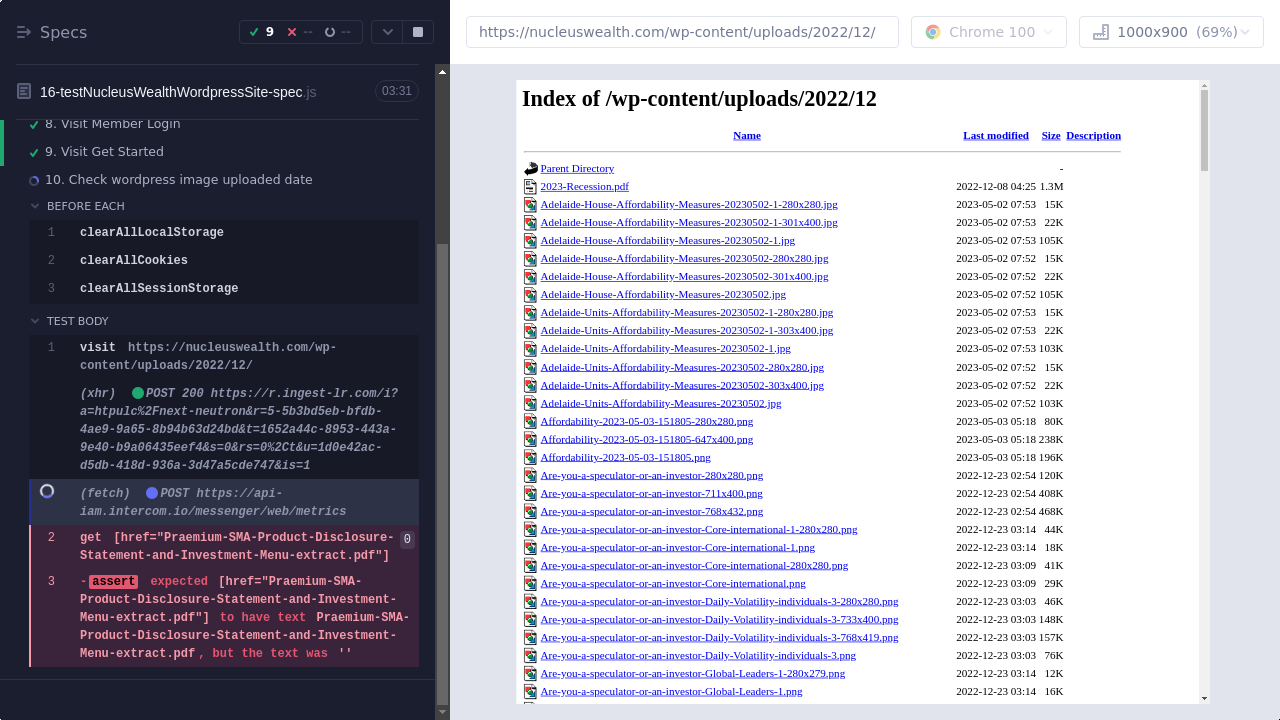 Specs
9 -- --
16-testNucleusWealthWordpressSite-spec.js 03:31
8. Visit Member Login
9. Visit Get Started
10. Check wordpress image uploaded date
BEFORE EACH
1 clearAllLocalStorage
2 clearAllCookies
3 clearAllSessionStorage
TEST BODY
1 visit https://nucleuswealth.com/wp-
content/uploads/2022/12/
(xhr) POST 200 https://r.ingest-lr.com/i?
a=htpulc%2Fnext-neutron&r=5-5b3bd5eb-bfdb-
4ae9-9a65-8b94b63d24bd&t=1652a44c-8953-443a-
9e40-b9a06435eef4&s=0&rs=0%2Ct&u=1d0e42ac-
d5db-418d-936a-3d47a5cde747&is=1
(fetch) POST https://api-
iam.intercom.io/messenger/web/metrics
2 get [href="Praemium-SMA-Product-Disclosure- 0
Statement-and-Investment-Menu-extract.pdf"]
3 -assert expected [href="Praemium-SMA-
Product-Disclosure-Statement-and-Investment-
Menu-extract.pdf"] to have text Praemium-SMA-
Product-Disclosure-Statement-and-Investment-
Menu-extract.pdf, but the text was ''
https://nucleuswealth.com/wp-content/uploads/2022/12/
Chrome 100
1000x900 (69%)
Index of /wp-content/uploads/2022/12
Name Last modified Size Description
Parent Directory -
2023-Recession.pdf 2022-12-08 04:25 1.3M
Adelaide-House-Affordability-Measures-20230502-1-280x280.jpg 2023-05-02 07:53 15K
Adelaide-House-Affordability-Measures-20230502-1-301x400.jpg 2023-05-02 07:53 22K
Adelaide-House-Affordability-Measures-20230502-1.jpg 2023-05-02 07:53 105K
Adelaide-House-Affordability-Measures-20230502-280x280.jpg 2023-05-02 07:52 15K
Adelaide-House-Affordability-Measures-20230502-301x400.jpg 2023-05-02 07:52 22K
Adelaide-House-Affordability-Measures-20230502.jpg 2023-05-02 07:52 105K
Adelaide-Units-Affordability-Measures-20230502-1-280x280.jpg 2023-05-02 07:53 15K
Adelaide-Units-Affordability-Measures-20230502-1-303x400.jpg 2023-05-02 07:53 22K
Adelaide-Units-Affordability-Measures-20230502-1.jpg 2023-05-02 07:53 103K
Adelaide-Units-Affordability-Measures-20230502-280x280.jpg 2023-05-02 07:52 15K
Adelaide-Units-Affordability-Measures-20230502-303x400.jpg 2023-05-02 07:52 22K
Adelaide-Units-Affordability-Measures-20230502.jpg 2023-05-02 07:52 103K
Affordability-2023-05-03-151805-280x280.png 2023-05-03 05:18 80K
Affordability-2023-05-03-151805-647x400.png 2023-05-03 05:18 238K
Affordability-2023-05-03-151805.png 2023-05-03 05:18 196K
Are-you-a-speculator-or-an-investor-280x280.png 2022-12-23 02:54 120K
Are-you-a-speculator-or-an-investor-711x400.png 2022-12-23 02:54 408K
Are-you-a-speculator-or-an-investor-768x432.png 2022-12-23 02:54 468K
Are-you-a-speculator-or-an-investor-Core-international-1-280x280.png 2022-12-23 03:14 44K
Are-you-a-speculator-or-an-investor-Core-international-1.png 2022-12-23 03:14 18K
Are-you-a-speculator-or-an-investor-Core-international-280x280.png 2022-12-23 03:09 41K
Are-you-a-speculator-or-an-investor-Core-international.png 2022-12-23 03:09 29K
Are-you-a-speculator-or-an-investor-Daily-Volatility-individuals-3-280x280.png 2022-12-23 03:03 46K
Are-you-a-speculator-or-an-investor-Daily-Volatility-individuals-3-733x400.png 2022-12-23 03:03 148K
Are-you-a-speculator-or-an-investor-Daily-Volatility-individuals-3-768x419.png 2022-12-23 03:03 157K
Are-you-a-speculator-or-an-investor-Daily-Volatility-individuals-3.png 2022-12-23 03:03 76K
Are-you-a-speculator-or-an-investor-Global-Leaders-1-280x279.png 2022-12-23 03:14 12K
Are-you-a-speculator-or-an-investor-Global-Leaders-1.png 2022-12-23 03:14 16K